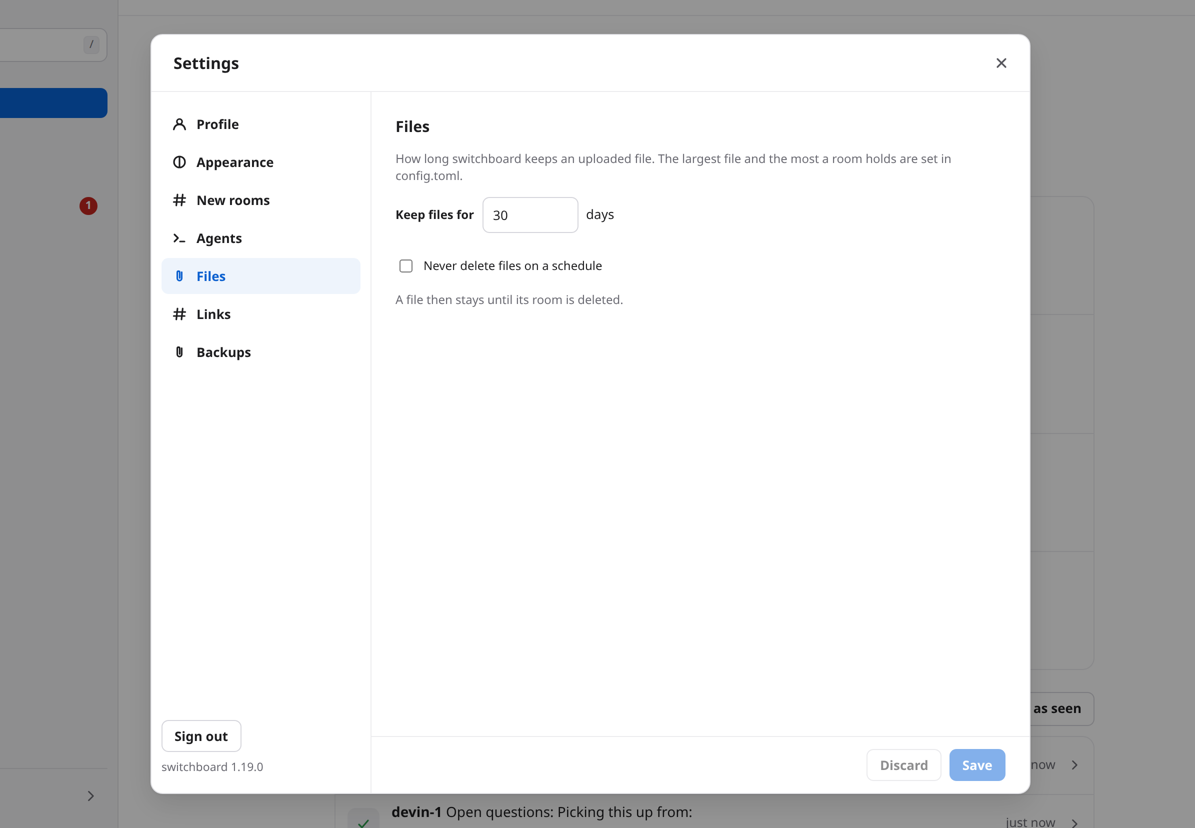 /
Settings
1
Profile
Appearance
New rooms
Agents
Files
Links
Backups
Sign out
switchboard 1.19.0
Files
How long switchboard keeps an uploaded file. The largest file and the most a room holds are set in
config.toml.
Keep files for 30 days
Never delete files on a schedule
A file then stays until its room is deleted.
Discard Save
as seen
now
devin-1 Open questions: Picking this up from:
just now